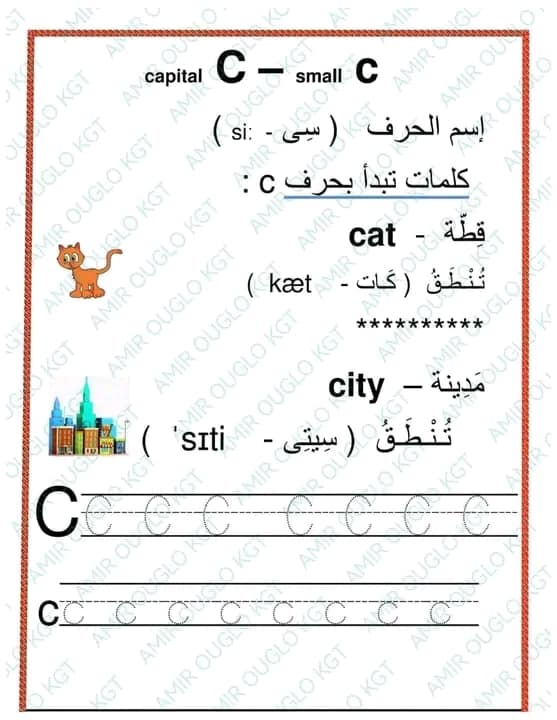 capital C – small c
إسم الحرف ( سِى - si: )
كلمات تبدأ بحرف c :
قِطَّة - cat
تُنْطَقُ ( كَات - kæt )
**********
مَدِينة – city
تُنْطَقُ ( سِيتِى - ˈsɪti )
C C C C C C C C
c c c c c c c c c
AMIR OUGLO KGT